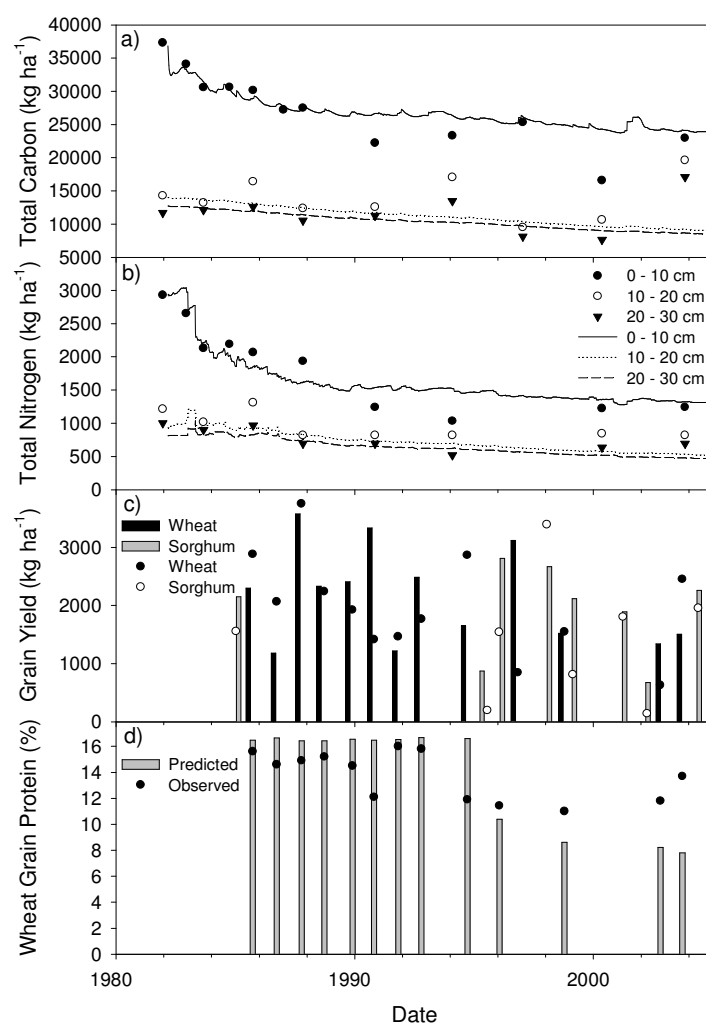 a)
Total Carbon (kg ha-1)
40000
35000
30000
25000
20000
15000
10000
5000
b)
Total Nitrogen (kg ha-1)
3000
2500
2000
1500
1000
500
0
0 - 10 cm
10 - 20 cm
20 - 30 cm
0 - 10 cm
10 - 20 cm
20 - 30 cm
c)
Grain Yield (kg ha-1)
3000
2000
1000
0
Wheat
Sorghum
Wheat
Sorghum
d)
Wheat Grain Protein (%)
16
14
12
10
8
6
4
2
0
Predicted
Observed
1980
1990
2000
Date